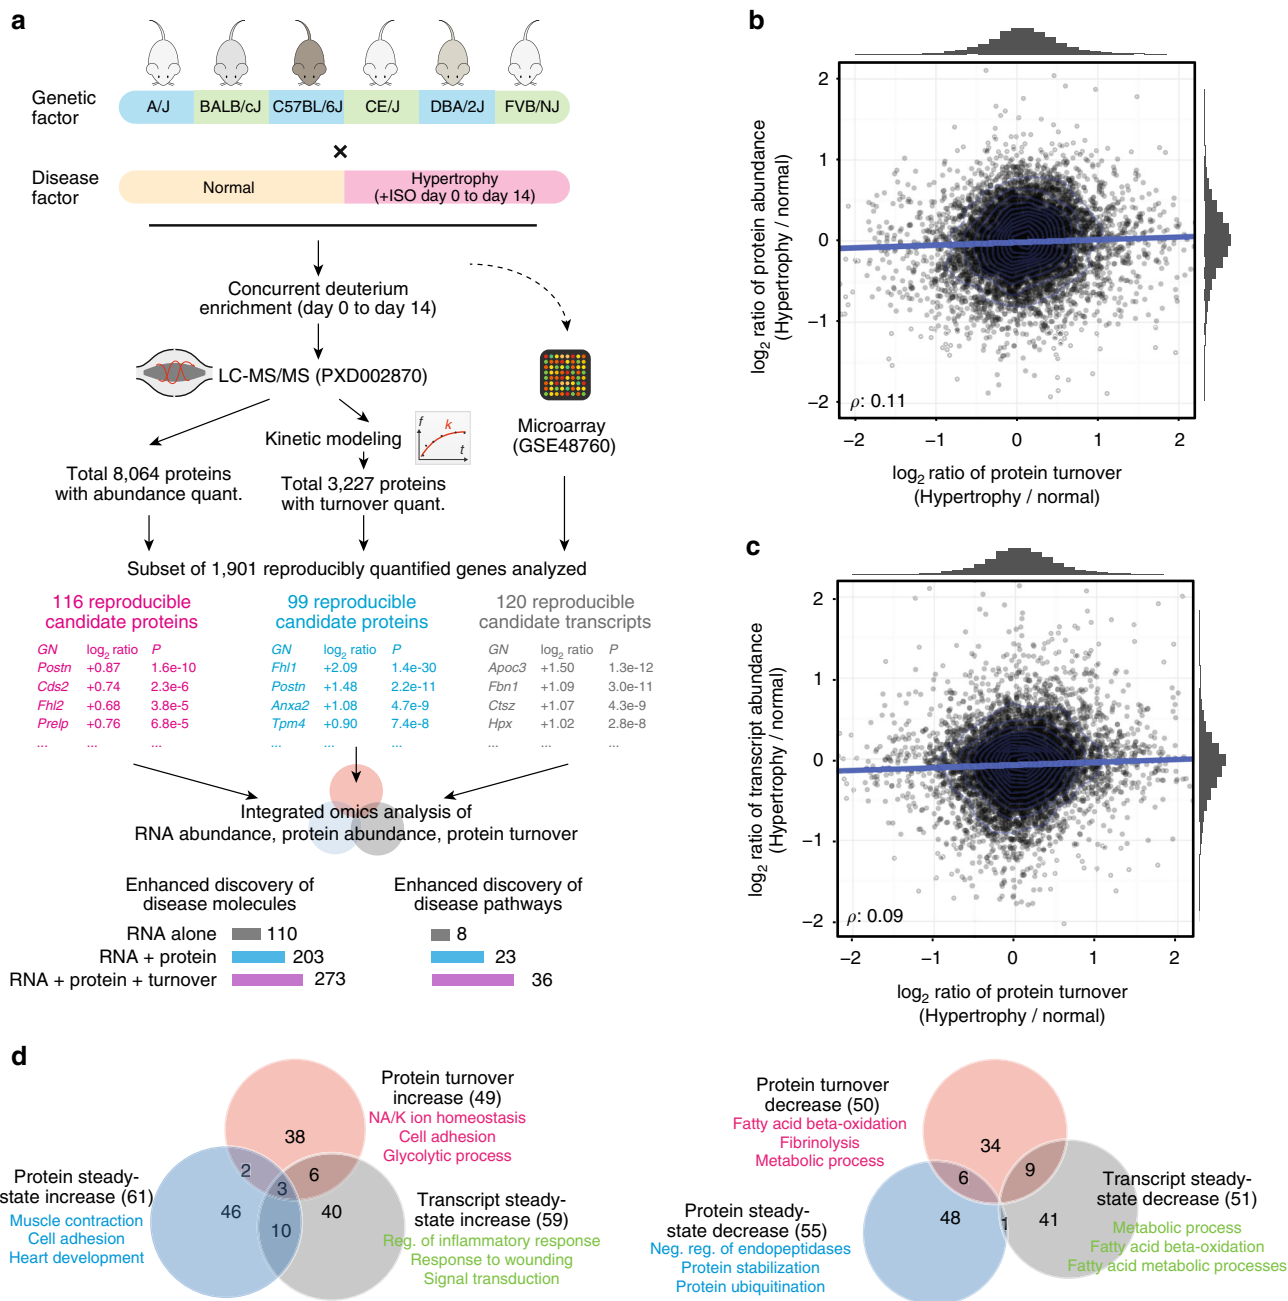 a
Genetic
factor
A/J
BALB/cJ
C57BL/6J
CE/J
DBA/2J
FVB/NJ
×
Disease
factor
Normal
Hypertrophy
(+ISO day 0 to day 14)
Concurrent deuterium
enrichment (day 0 to day 14)
LC-MS/MS (PXD002870)
Kinetic modeling
f
k
t
Microarray
(GSE48760)
Total 8,064 proteins
with abundance quant.
Total 3,227 proteins
with turnover quant.
Subset of 1,901 reproducibly quantified genes analyzed
116 reproducible
candidate proteins
GN log2 ratio P
Postn +0.87 1.6e-10
Cds2 +0.74 2.3e-6
Fhl2 +0.68 3.8e-5
Prelp +0.76 6.8e-5
... ... ...
99 reproducible
candidate proteins
GN log2 ratio P
Fhl1 +2.09 1.4e-30
Postn +1.48 2.2e-11
Anxa2 +1.08 4.7e-9
Tpm4 +0.90 7.4e-8
... ... ...
120 reproducible
candidate transcripts
GN log2 ratio P
Apoc3 +1.50 1.3e-12
Fbn1 +1.09 3.0e-11
Ctsz +1.07 4.3e-9
Hpx +1.02 2.8e-8
... ... ...
Integrated omics analysis of
RNA abundance, protein abundance, protein turnover
Enhanced discovery of
disease molecules
Enhanced discovery of
disease pathways
RNA alone 110 8
RNA + protein 203 23
RNA + protein + turnover 273 36
b
log2 ratio of protein abundance
(Hypertrophy / normal)
2
1
0
−1
−2
ρ: 0.11
−2 −1 0 1 2
log2 ratio of protein turnover
(Hypertrophy / normal)
c
log2 ratio of transcript abundance
(Hypertrophy / normal)
2
1
0
−1
−2
ρ: 0.09
−2 −1 0 1 2
log2 ratio of protein turnover
(Hypertrophy / normal)
d
Protein turnover
increase (49)
NA/K ion homeostasis
Cell adhesion
Glycolytic process
38
2
6
3
46
40
10
Protein steady-
state increase (61)
Muscle contraction
Cell adhesion
Heart development
Transcript steady-
state increase (59)
Reg. of inflammatory response
Response to wounding
Signal transduction
Protein turnover
decrease (50)
Fatty acid beta-oxidation
Fibrinolysis
Metabolic process
34
6
9
48
1
41
Protein steady-
state decrease (55)
Neg. reg. of endopeptidases
Protein stabilization
Protein ubiquitination
Transcript steady-
state decrease (51)
Metabolic process
Fatty acid beta-oxidation
Fatty acid metabolic processes